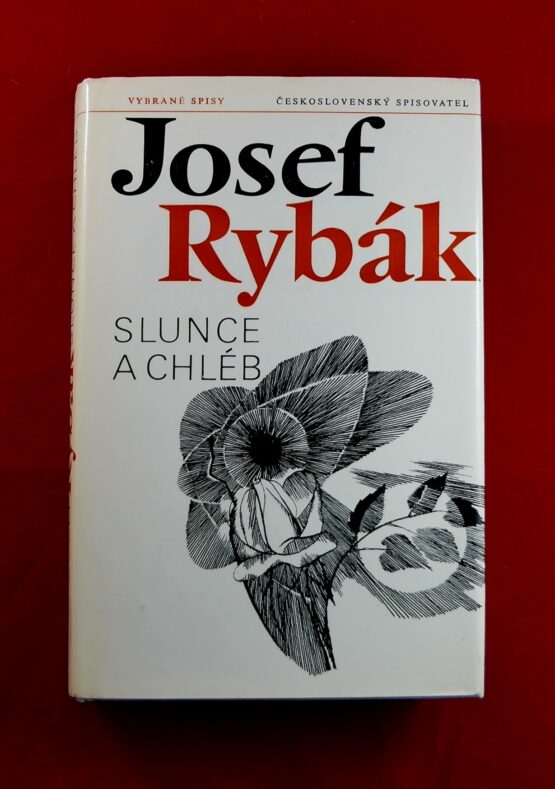 VYBRANÉ SPISY ČESKOSLOVENSKÝ SPISOVATEL
Josef
Rybák
SLUNCE
A CHLÉB